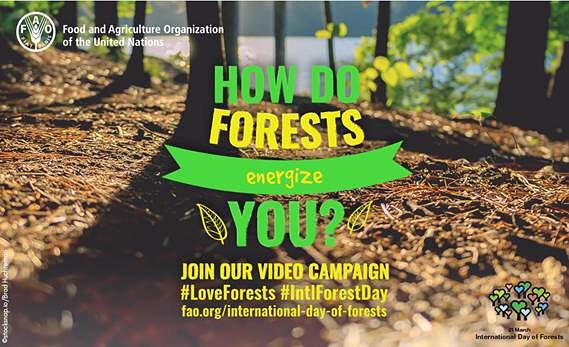 Food and Agriculture Organization
of the United Nations
HOW DO
FORESTS
energize
YOU?
JOIN OUR VIDEO CAMPAIGN
#LoveForests #IntlForestDay
fao.org/international-day-of-forests
21 March
International Day of Forests